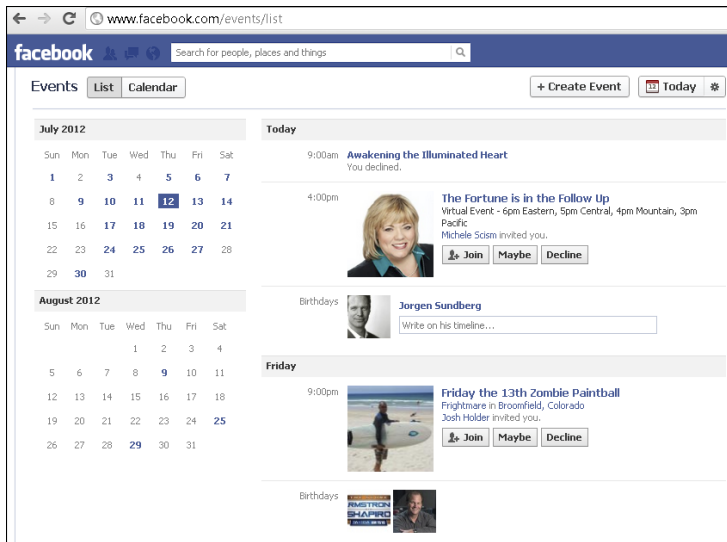 www.facebook.com/events/list
facebook
Search for people, places and things
Events List Calendar
+ Create Event
12 Today
July 2012
Sun Mon Tue Wed Thu Fri Sat
1 2 3 4 5 6 7
8 9 10 11 12 13 14
15 16 17 18 19 20 21
22 23 24 25 26 27 28
29 30 31
August 2012
Sun Mon Tue Wed Thu Fri Sat
1 2 3 4
5 6 7 8 9 10 11
12 13 14 15 16 17 18
19 20 21 22 23 24 25
26 27 28 29 30 31
Today
9:00am Awakening the Illuminated Heart
You declined.
4:00pm The Fortune is in the Follow Up
Virtual Event - 6pm Eastern, 5pm Central, 4pm Mountain, 3pm
Pacific
Michele Scism invited you.
Join Maybe Decline
Birthdays Jorgen Sundberg
Write on his timeline...
Friday
9:00pm Friday the 13th Zombie Paintball
Frightmare in Broomfield, Colorado
Josh Holder invited you.
Join Maybe Decline
Birthdays
RMSTRON
SHAPIRO